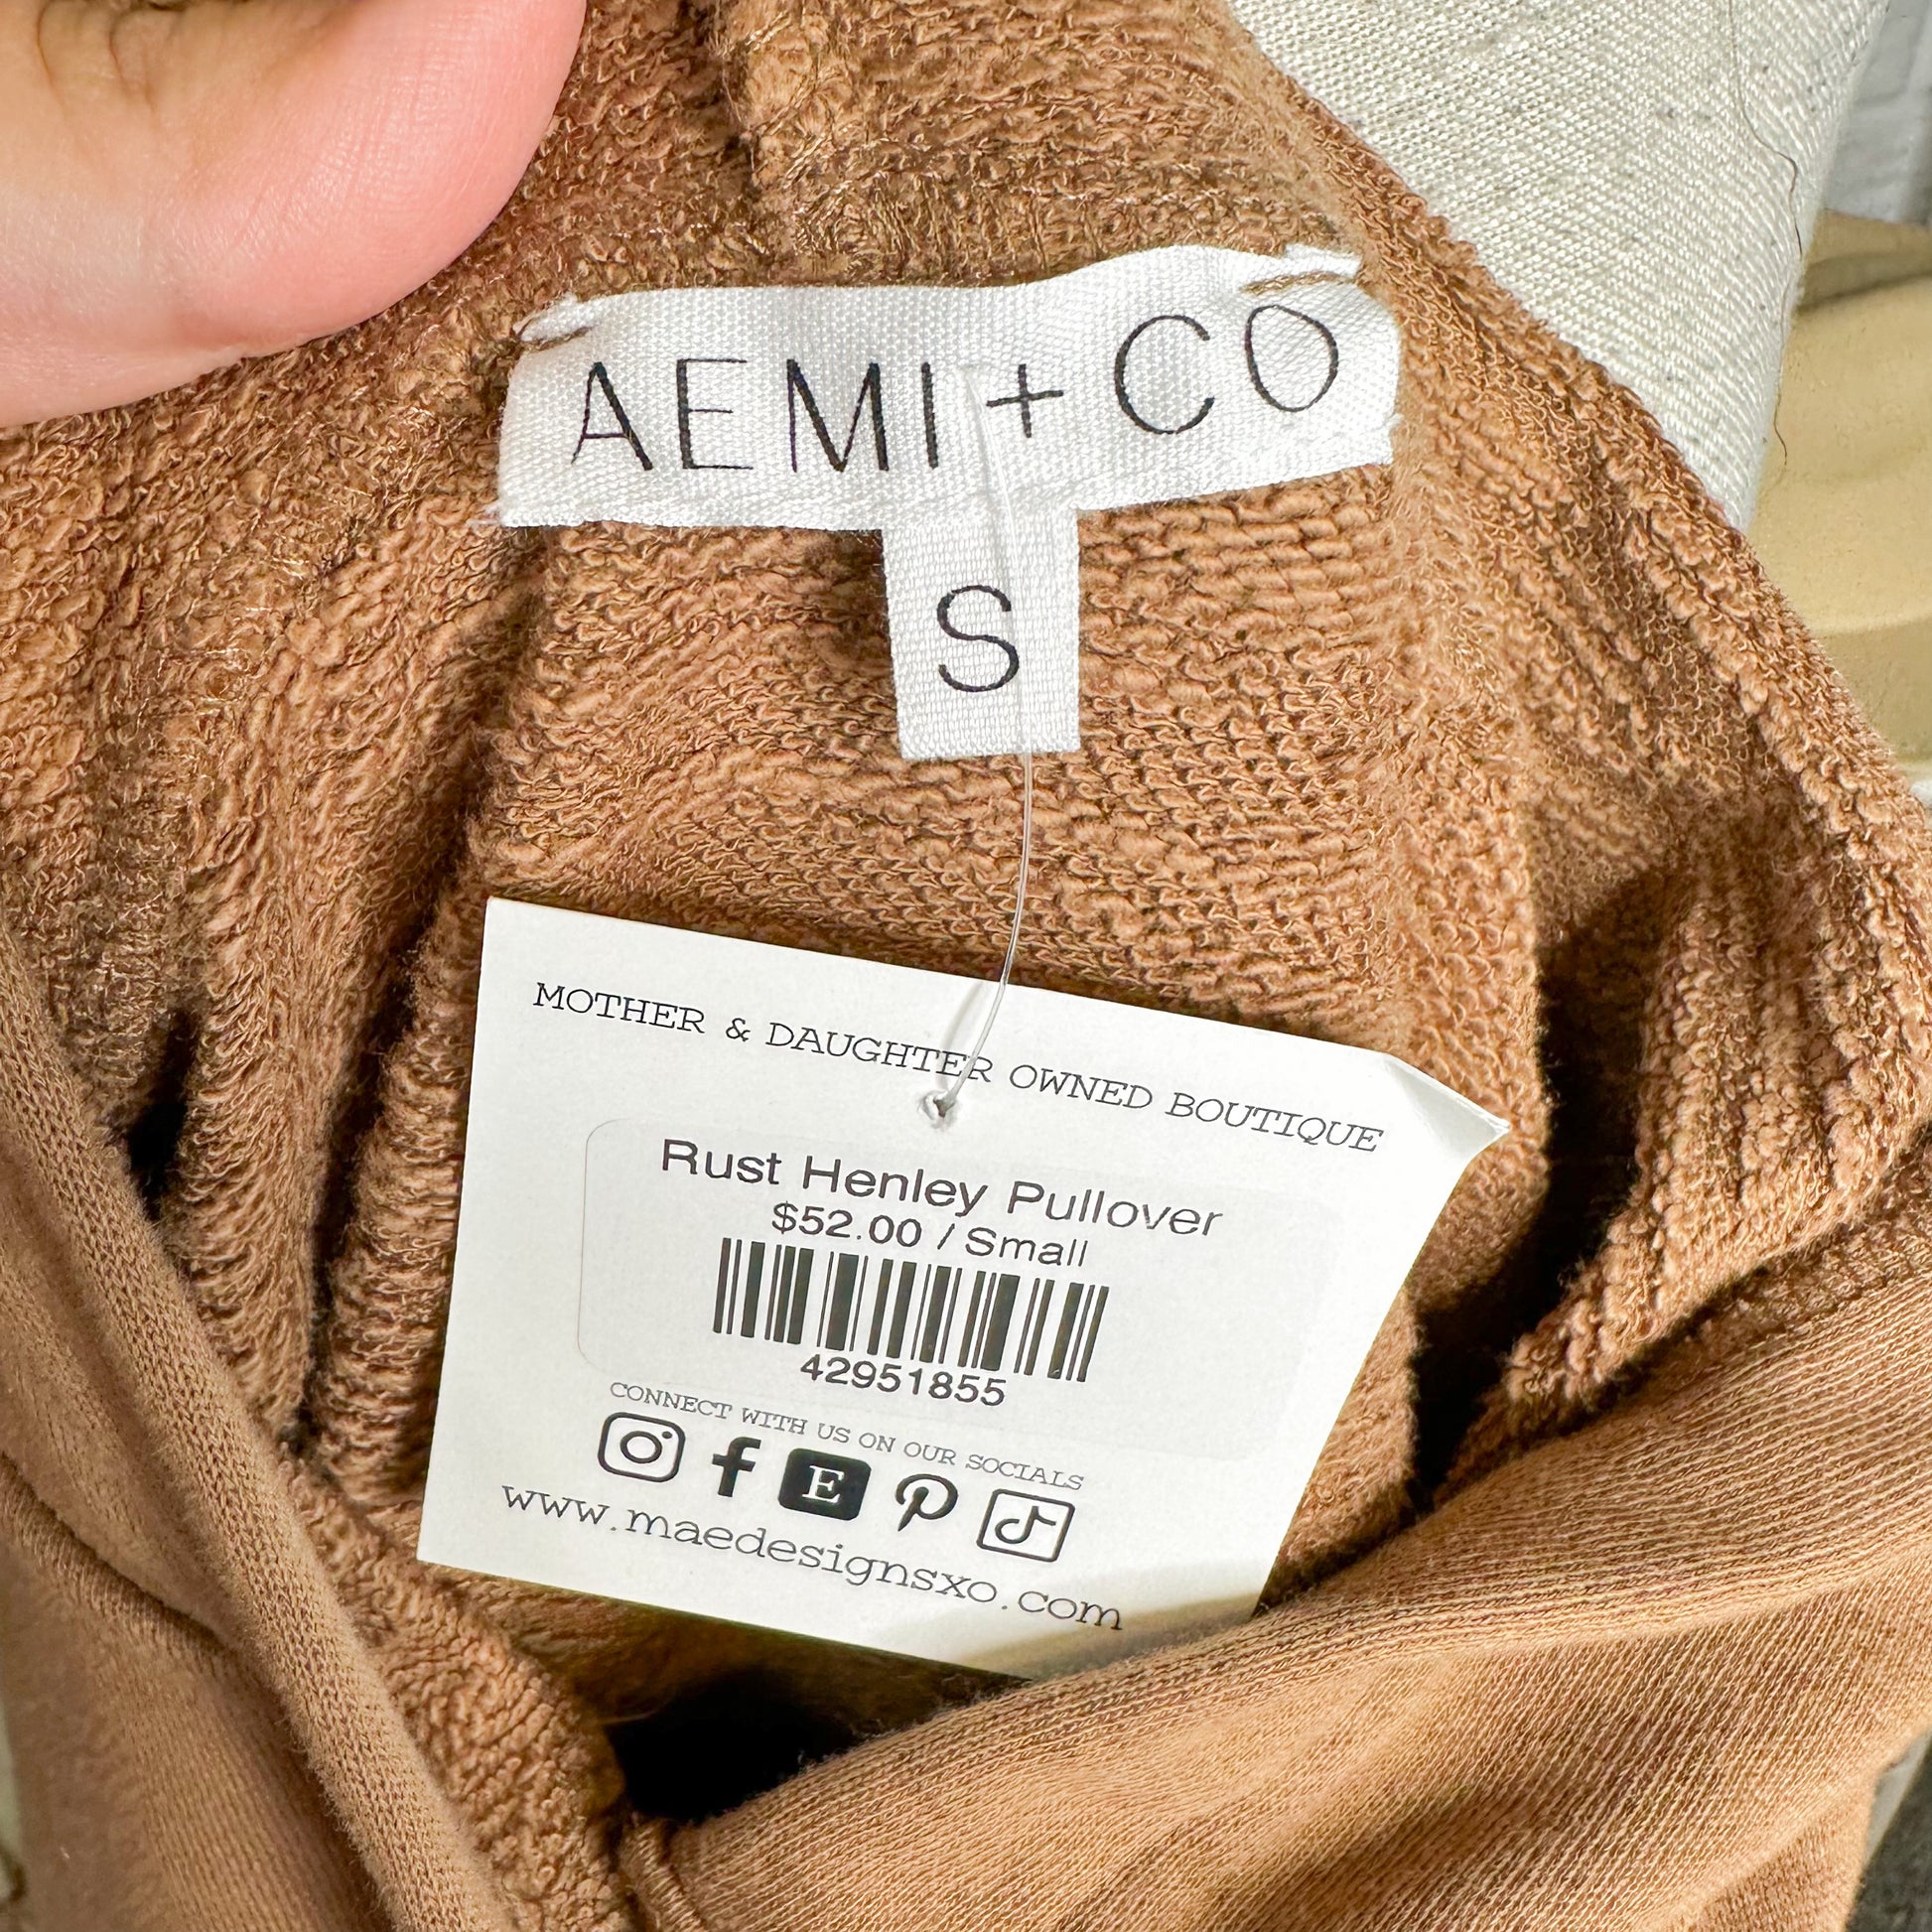 AEMI + CO
S
MOTHER & DAUGHTER OWNED BOUTIQUE
Rust Henley Pullover
$52.00 / Small
42951855
CONNECT WITH US ON OUR SOCIALS
E
www.maedesignsxo.com